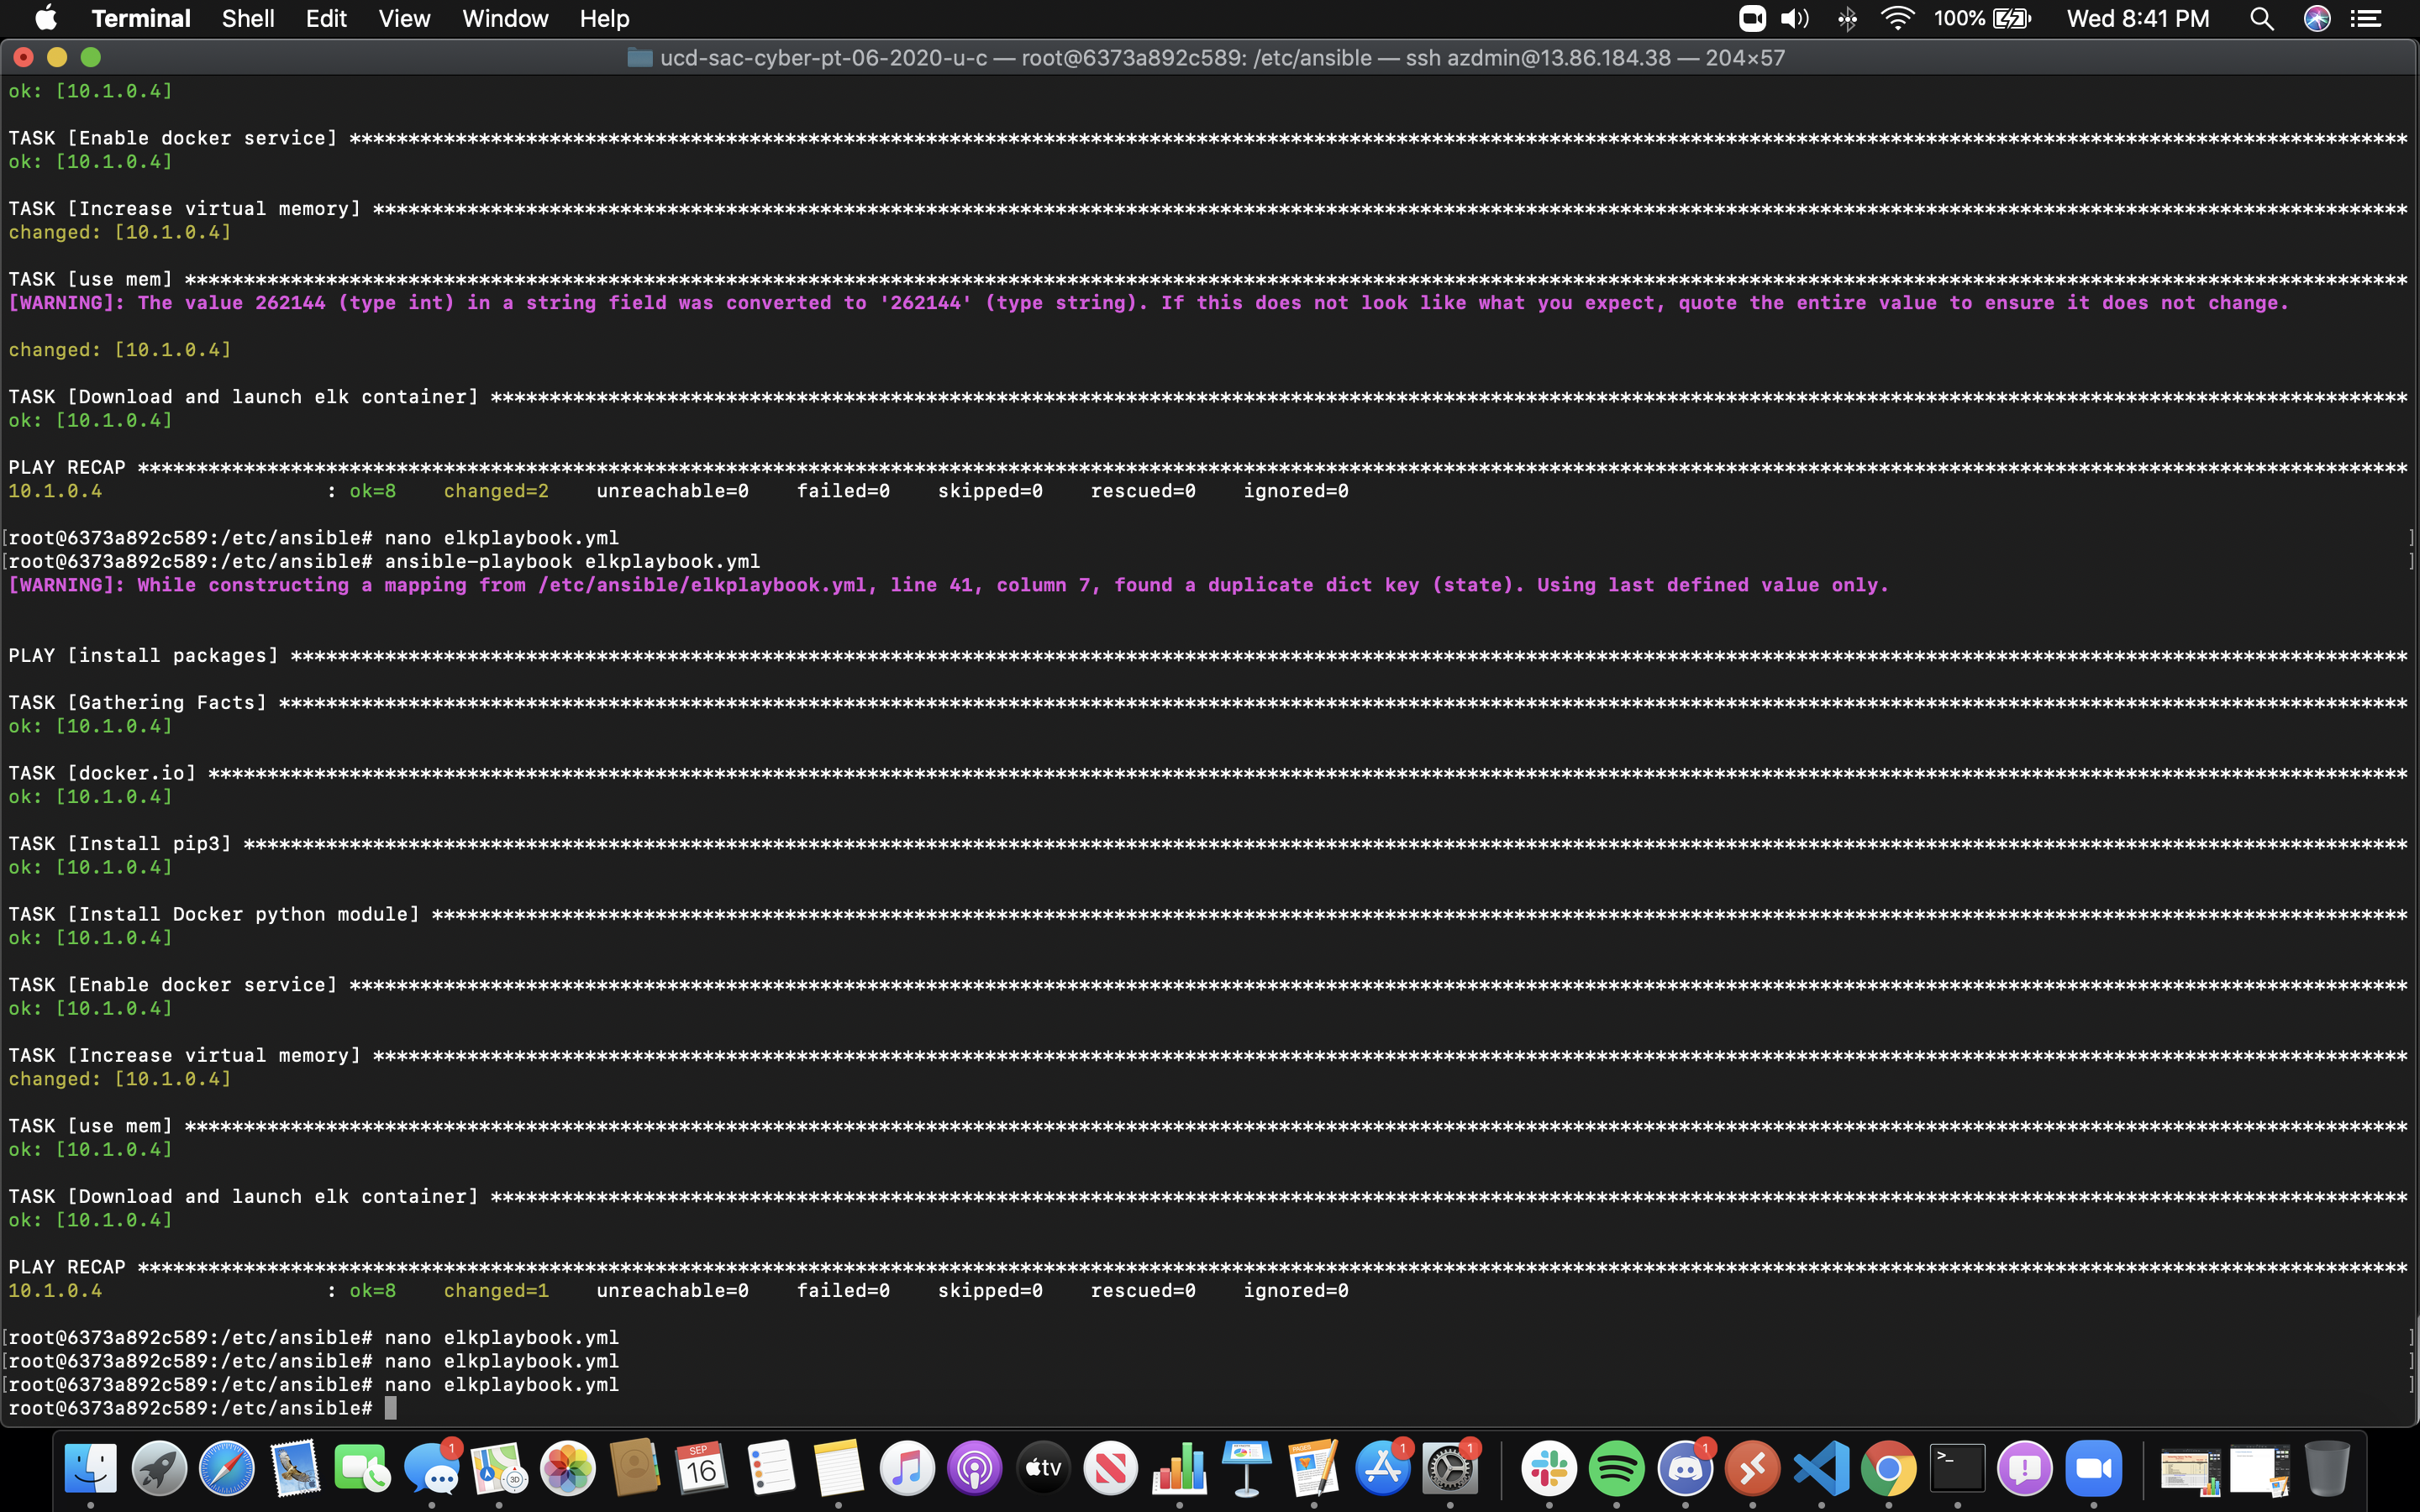 Terminal Shell Edit View Window Help 100% Wed 8:41 PM
ucd-sac-cyber-pt-06-2020-u-c — root@6373a892c589: /etc/ansible — ssh azdmin@13.86.184.38 — 204×57
ok: [10.1.0.4]
TASK [Enable docker service] ****************************************************************************************************************************************************************************
ok: [10.1.0.4]
TASK [Increase virtual memory] **************************************************************************************************************************************************************************
changed: [10.1.0.4]
TASK [use mem] ******************************************************************************************************************************************************************************************
[WARNING]: The value 262144 (type int) in a string field was converted to '262144' (type string). If this does not look like what you expect, quote the entire value to ensure it does not change.
changed: [10.1.0.4]
TASK [Download and launch elk container] ****************************************************************************************************************************************************************
ok: [10.1.0.4]
PLAY RECAP **********************************************************************************************************************************************************************************************
10.1.0.4 : ok=8 changed=2 unreachable=0 failed=0 skipped=0 rescued=0 ignored=0
[root@6373a892c589:/etc/ansible# nano elkplaybook.yml ]
[root@6373a892c589:/etc/ansible# ansible-playbook elkplaybook.yml ]
[WARNING]: While constructing a mapping from /etc/ansible/elkplaybook.yml, line 41, column 7, found a duplicate dict key (state). Using last defined value only.
PLAY [install packages] *********************************************************************************************************************************************************************************
TASK [Gathering Facts] **********************************************************************************************************************************************************************************
ok: [10.1.0.4]
TASK [docker.io] ****************************************************************************************************************************************************************************************
ok: [10.1.0.4]
TASK [Install pip3] *************************************************************************************************************************************************************************************
ok: [10.1.0.4]
TASK [Install Docker python module] *********************************************************************************************************************************************************************
ok: [10.1.0.4]
TASK [Enable docker service] ****************************************************************************************************************************************************************************
ok: [10.1.0.4]
TASK [Increase virtual memory] **************************************************************************************************************************************************************************
changed: [10.1.0.4]
TASK [use mem] ******************************************************************************************************************************************************************************************
ok: [10.1.0.4]
TASK [Download and launch elk container] ****************************************************************************************************************************************************************
ok: [10.1.0.4]
PLAY RECAP **********************************************************************************************************************************************************************************************
10.1.0.4 : ok=8 changed=1 unreachable=0 failed=0 skipped=0 rescued=0 ignored=0
[root@6373a892c589:/etc/ansible# nano elkplaybook.yml ]
[root@6373a892c589:/etc/ansible# nano elkplaybook.yml ]
[root@6373a892c589:/etc/ansible# nano elkplaybook.yml ]
root@6373a892c589:/etc/ansible#
1 3D SEP 16 tv PAGES 1 1 1 >_